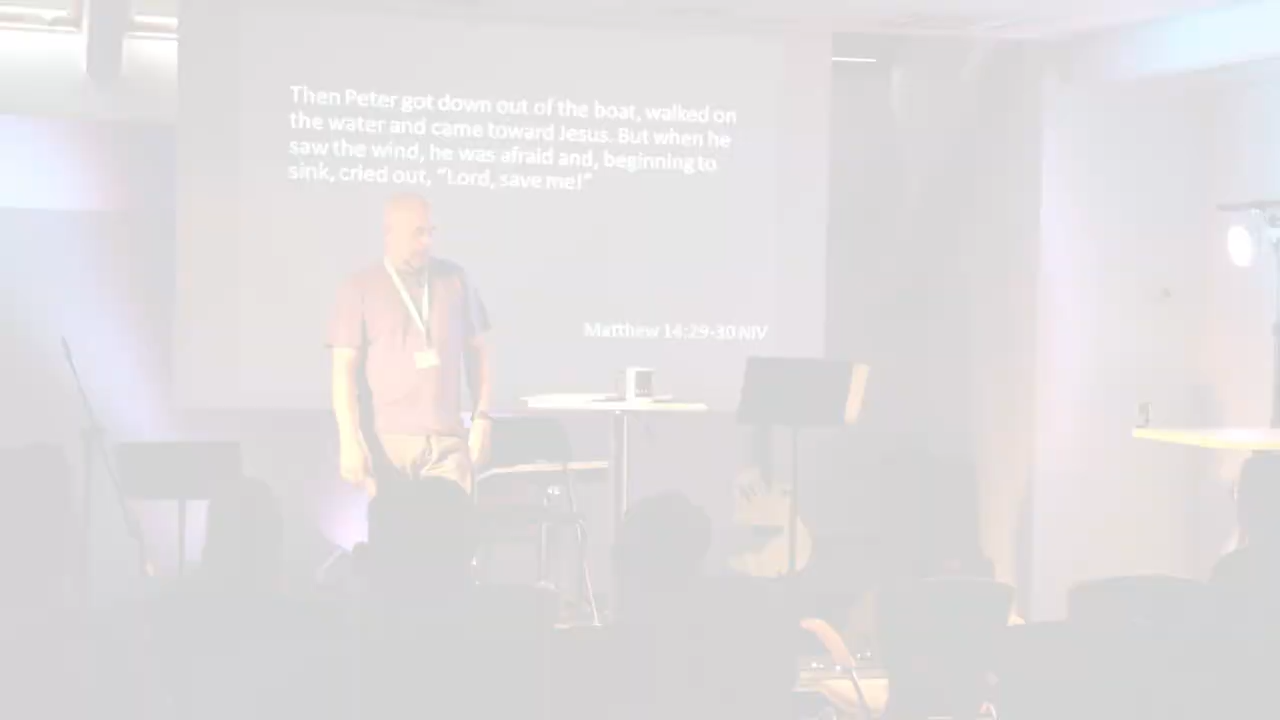 Then Peter got down out of the boat, walked on
the water and came toward Jesus. But when he
saw the wind, he was afraid and, beginning to
sink, cried out, “Lord, save me!”
Matthew 14:29-30 NIV